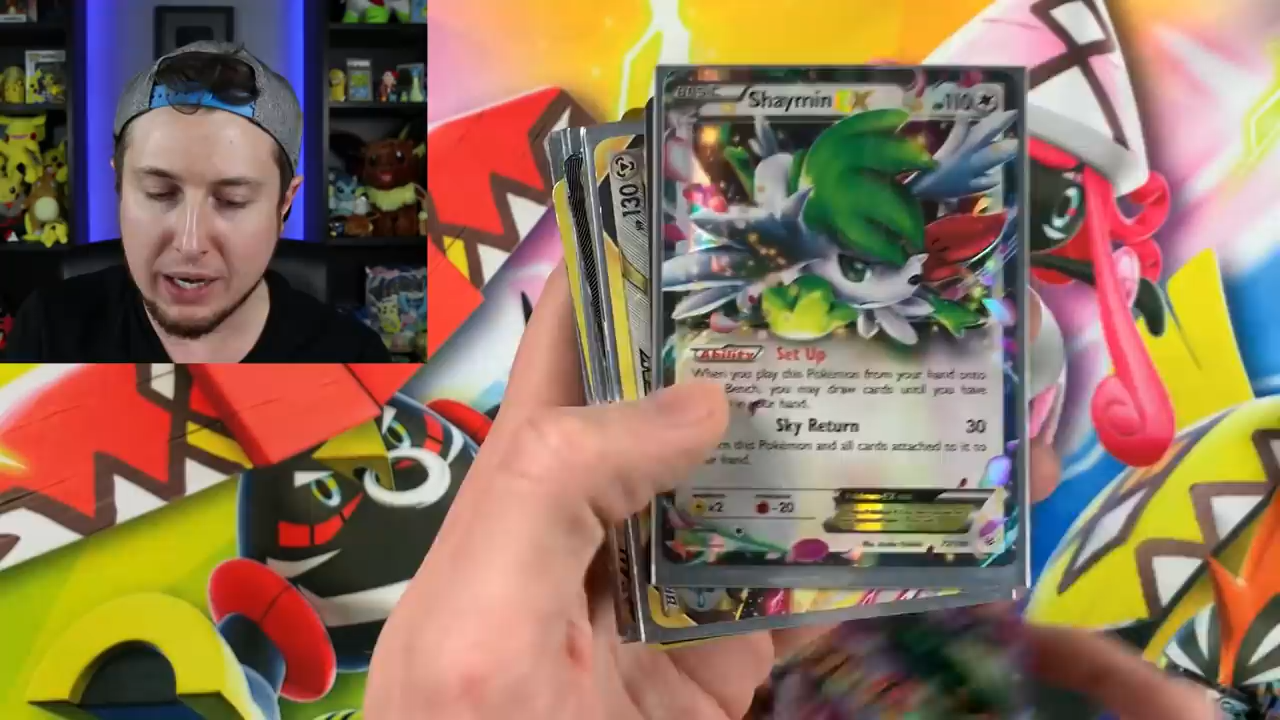 BASIC
Shaymin EX
HP110
Ability Set Up
When you play this Pokémon from your hand onto
Bench, you may draw cards until you have
in your hand.
Sky Return 30
this Pokémon and all cards attached to it to
hand.
x2
-20
130